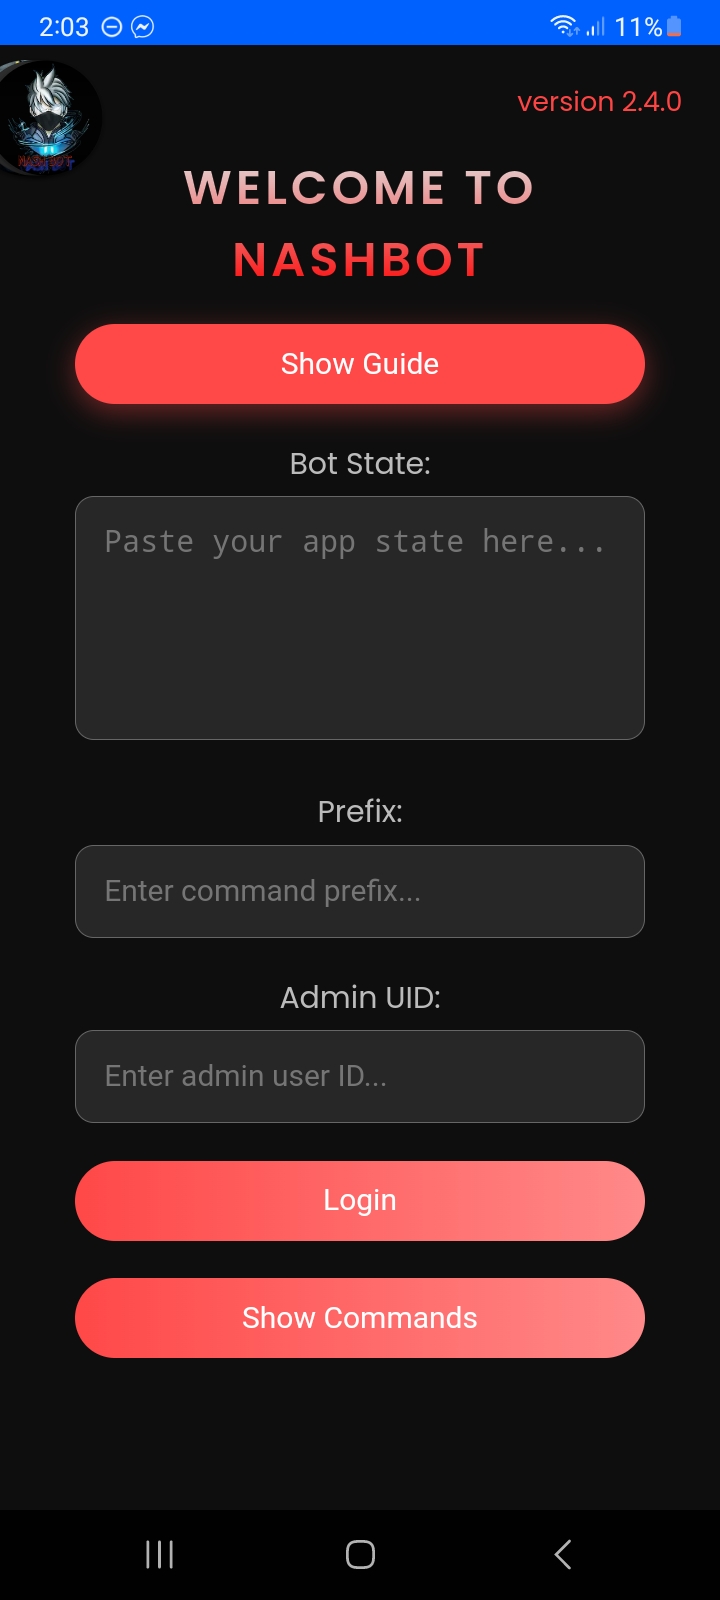 2:03
11%
version 2.4.0
NASHBOT
WELCOME TO
NASHBOT
Show Guide
Bot State:
Paste your app state here...
Prefix:
Enter command prefix...
Admin UID:
Enter admin user ID...
Login
Show Commands